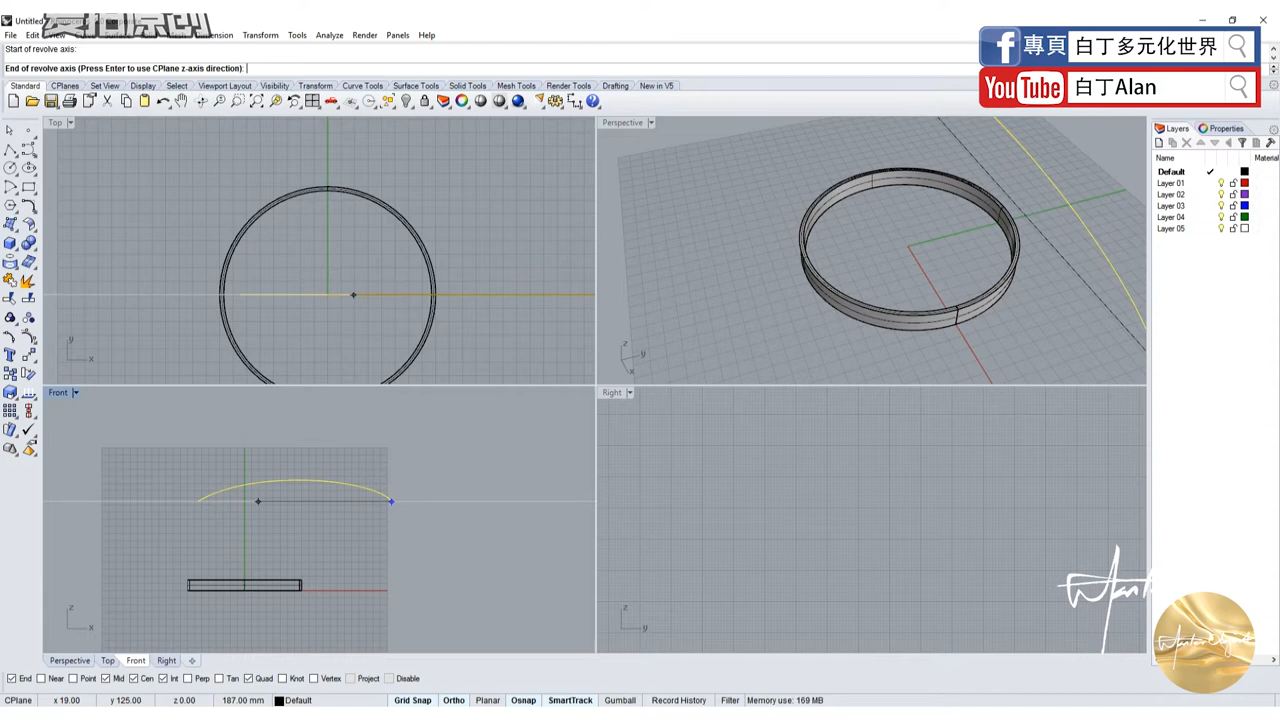 Untitled
爱拍原创
File Edit Dimension Transform Tools Analyze Render Panels Help
Start of revolve axis:
End of revolve axis (Press Enter to use CPlane z-axis direction):
專頁 白丁多元化世界
YouTube 白丁Alan
Standard CPlanes Set View Display Select Viewport Layout Visibility Transform Curve Tools Surface Tools Solid Tools Mesh Tools Render Tools Drafting New in V5
Top
Perspective
Layers Properties
Name Material
Default
Layer 01
Layer 02
Layer 03
Layer 04
Layer 05
y
x
z
y
x
Front
Right
z
x
z
y
Perspective Top Front Right
End Near Point Mid Cen Int Perp Tan Quad Knot Vertex Project Disable
CPlane x 19.00 y 125.00 z 0.00 187.00 mm Default Grid Snap Ortho Planar Osnap SmartTrack Gumball Record History Filter Memory use: 169 MB